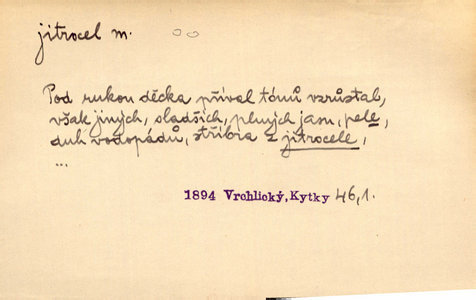 jitrocel m.
Pod rukou děcka příval tónů vzrůstal,
však jiných, sladších, plných jasu, pele,
duh vodopádů, stříbra z jitrocele,
...
1894 Vrchlický, Kytky 46,1.